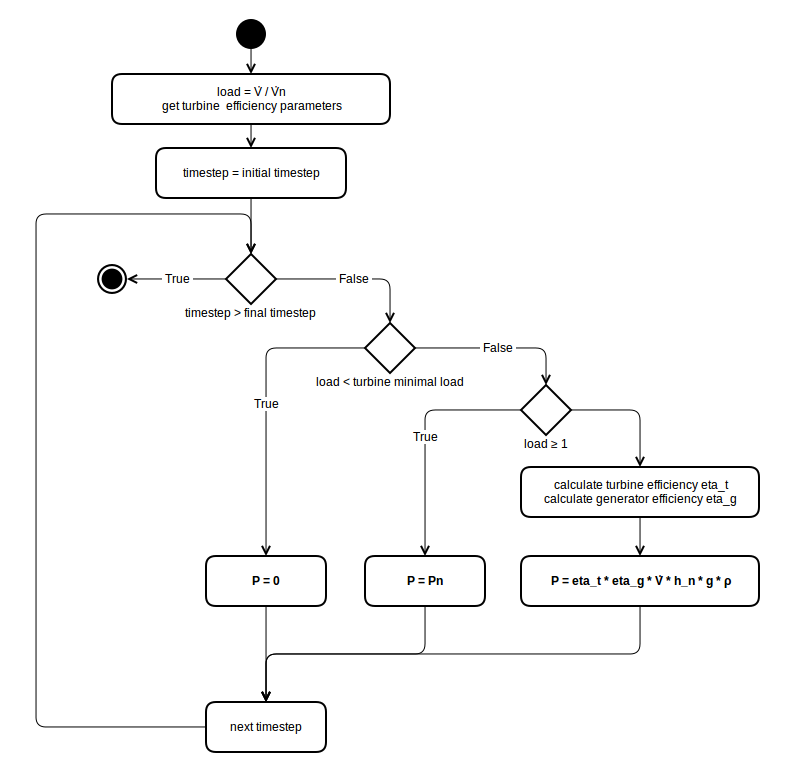 load = V̇ / V̇n
get turbine  efficiency parameters
timestep = initial timestep
True
False
timestep > final timestep
False
load < turbine minimal load
True
True
load ≥ 1
calculate turbine efficiency eta_t
calculate generator efficiency eta_g
P = 0
P = Pn
P = eta_t * eta_g * V̇ * h_n * g * ρ
next timestep